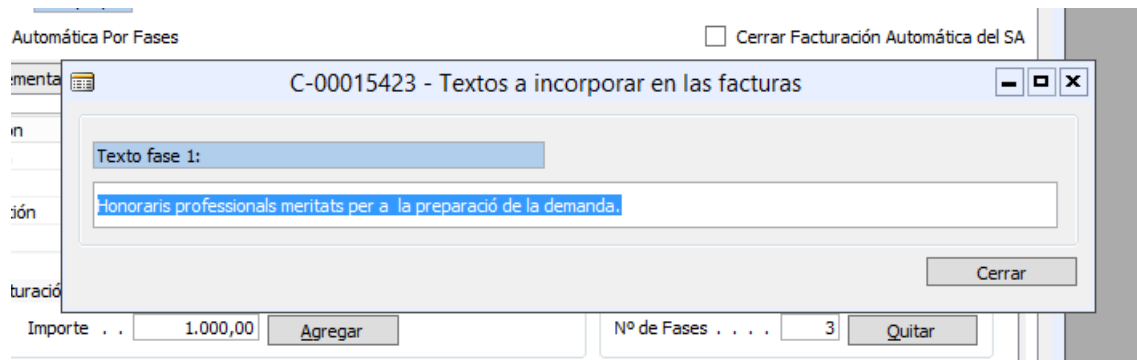 Automática Por Fases
Cerrar Facturación Automática del SA
C-00015423 - Textos a incorporar en las facturas
Texto fase 1:
Honoraris professionals meritats per a  la preparació de la demanda.
Cerrar
Importe . . 1.000,00 Agregar
Nº de Fases . . . . 3 Quitar